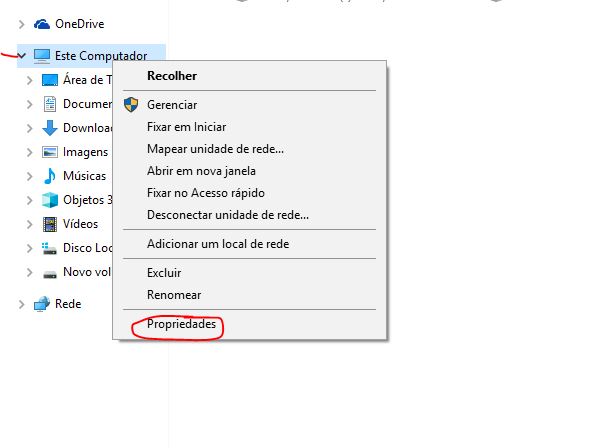 OneDrive
Este Computador
Recolher
Área de T
Documen
Gerenciar
Download
Fixar em Iniciar
Imagens
Mapear unidade de rede...
Músicas
Abrir em nova janela
Objetos 3
Fixar no Acesso rápido
Vídeos
Desconectar unidade de rede...
Disco Loc
Adicionar um local de rede
Novo vol
Excluir
Renomear
Rede
Propriedades